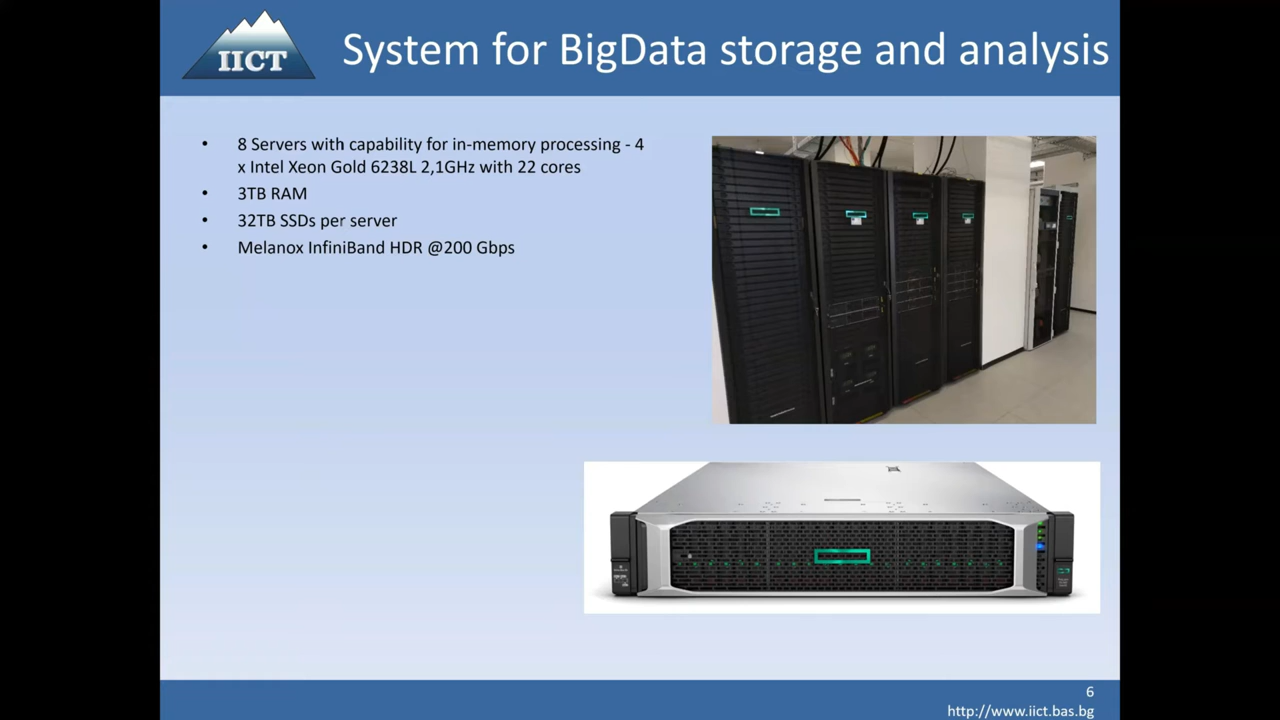 IICT
System for BigData storage and analysis
• 8 Servers with capability for in-memory processing - 4
x Intel Xeon Gold 6238L 2,1GHz with 22 cores
• 3TB RAM
• 32TB SSDs per server
• Melanox InfiniBand HDR @200 Gbps
6
http://www.iict.bas.bg